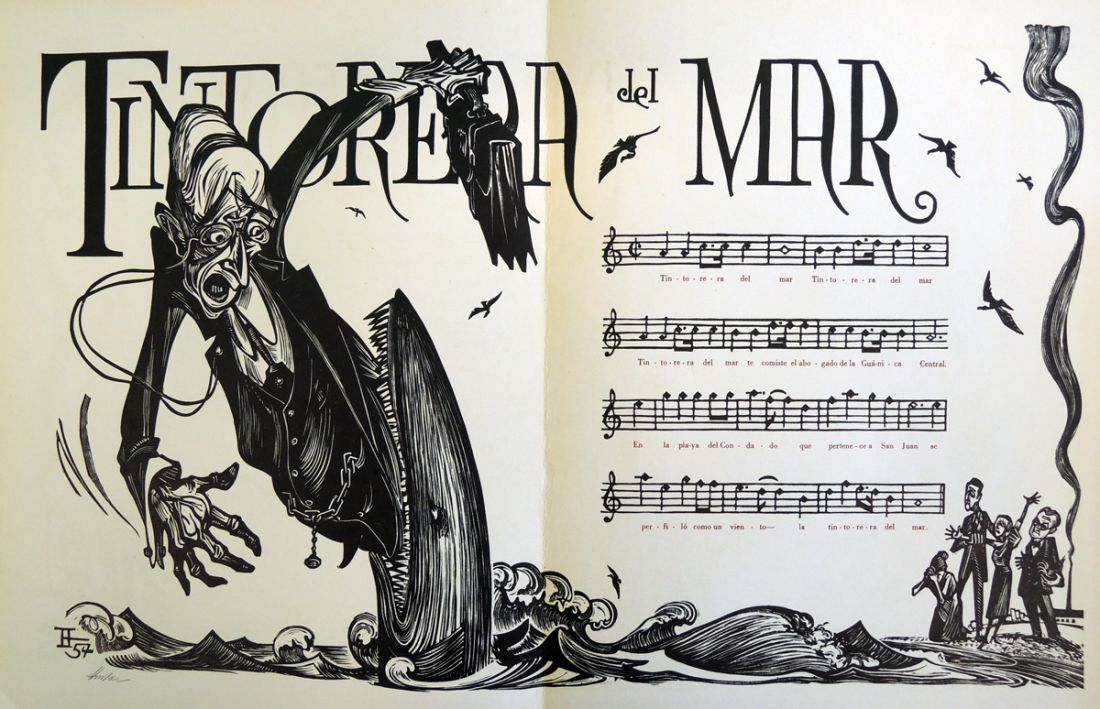 TINTORERA del MAR
Tin - to - re - ra del mar Tin - to - re - ra del mar
Tin - to - re - ra del mar te comiste el abo - gado de la Guáni - ca Central.
En la pla-ya del Con - da - do que pertene-ce a San Juan se
per - fi - ló como un vien - to— la tin - to - re - ra del mar.
57